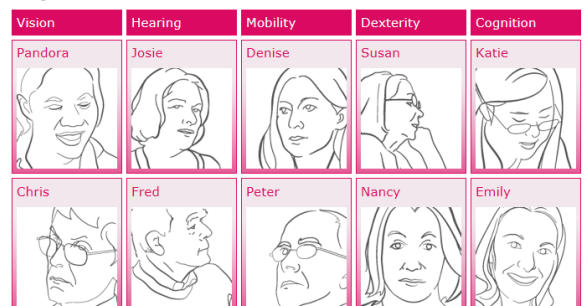 Vision Hearing Mobility Dexterity Cognition
Pandora Josie Denise Susan Katie
Chris Fred Peter Nancy Emily